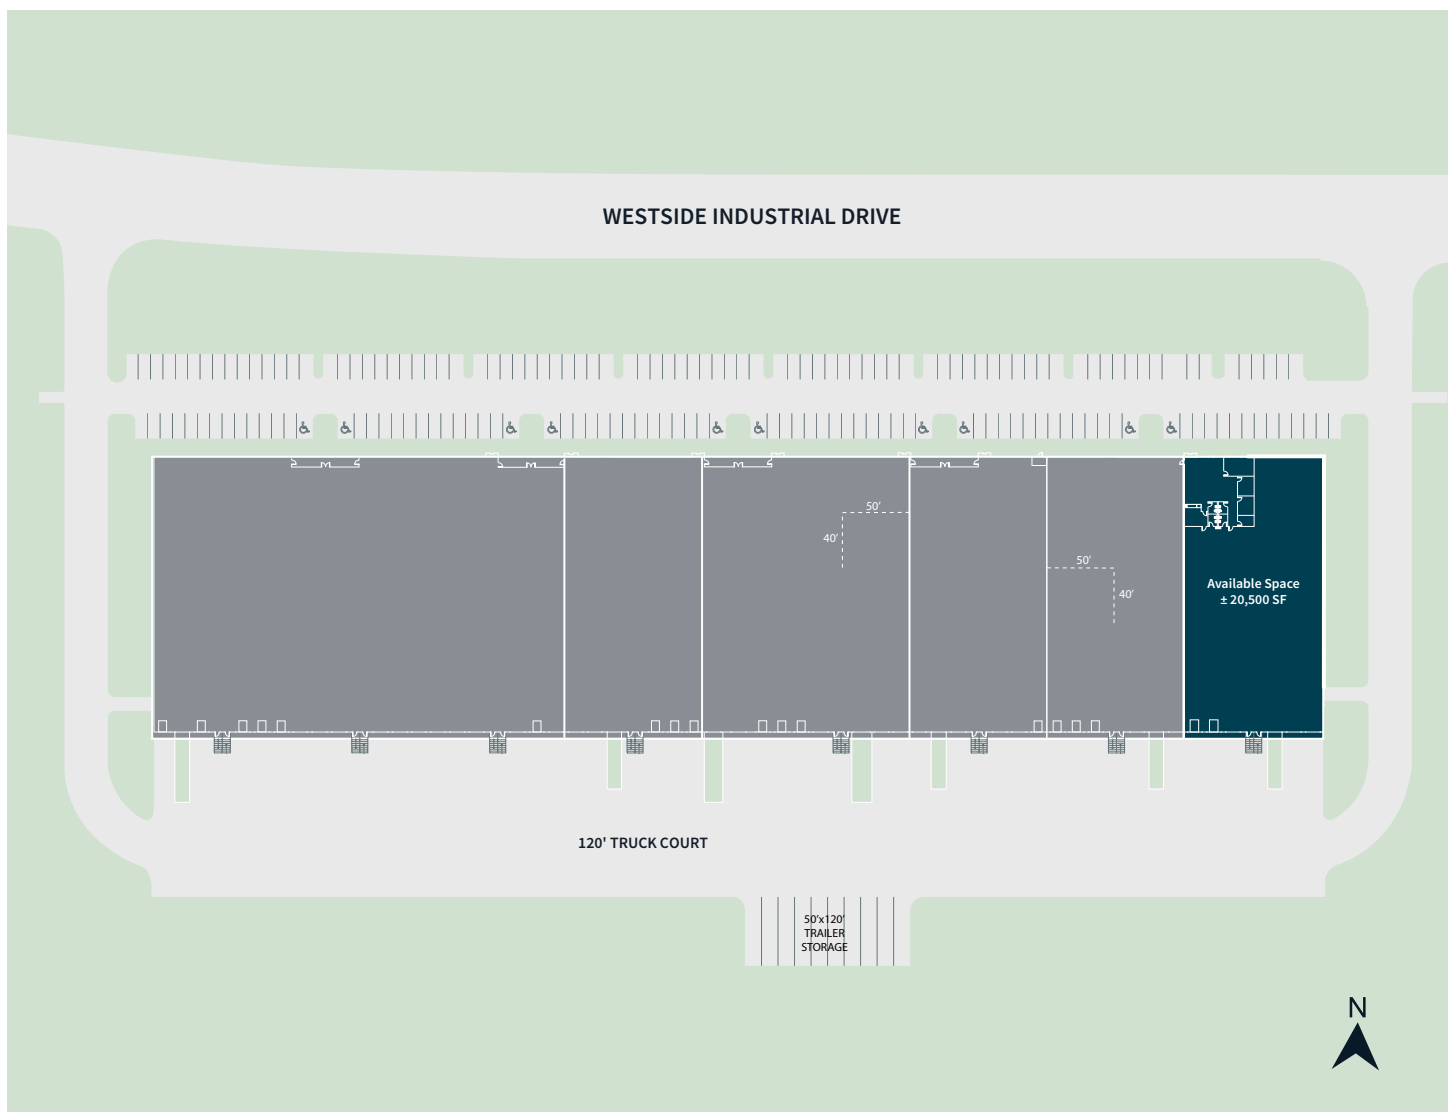 WESTSIDE INDUSTRIAL DRIVE
50'
40'
50'
40'
Available Space
± 20,500 SF
120' TRUCK COURT
50'x120'
TRAILER
STORAGE
N